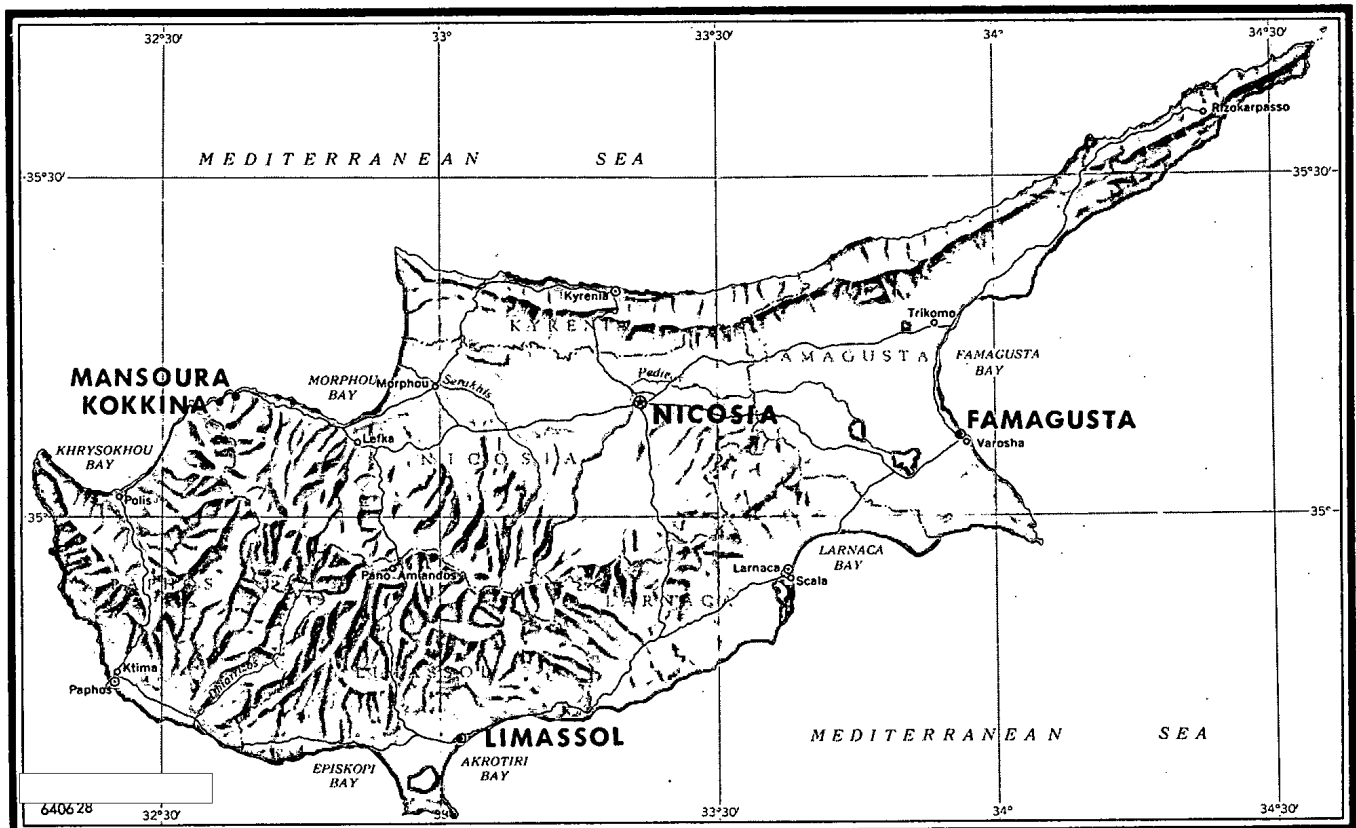 32°30′ 33° 33°30′ 34° 34°30′
Rizokarpasso
MEDITERRANEAN SEA
35°30′ 35°30′
Kyrenia
Trikomo
KYRENIA
FAMAGUSTA
FAMAGUSTA
BAY
MANSOURA
KOKKINA
MORPHOU
BAY
Morphou
Serakhis
NICOSIA
FAMAGUSTA
Varosha
Lefka
KHRYSOKHOU
BAY
NICOSIA
Polis
35° 35°
LARNACA
BAY
Pano Amiandos
Larnaca
Scala
PAPHOS
LARNACA
Ktima
Paphos
LIMASSOL
LIMASSOL
MEDITERRANEAN SEA
EPISKOPI
BAY
AKROTIRI
BAY
640628
32°30′ 33° 33°30′ 34° 34°30′